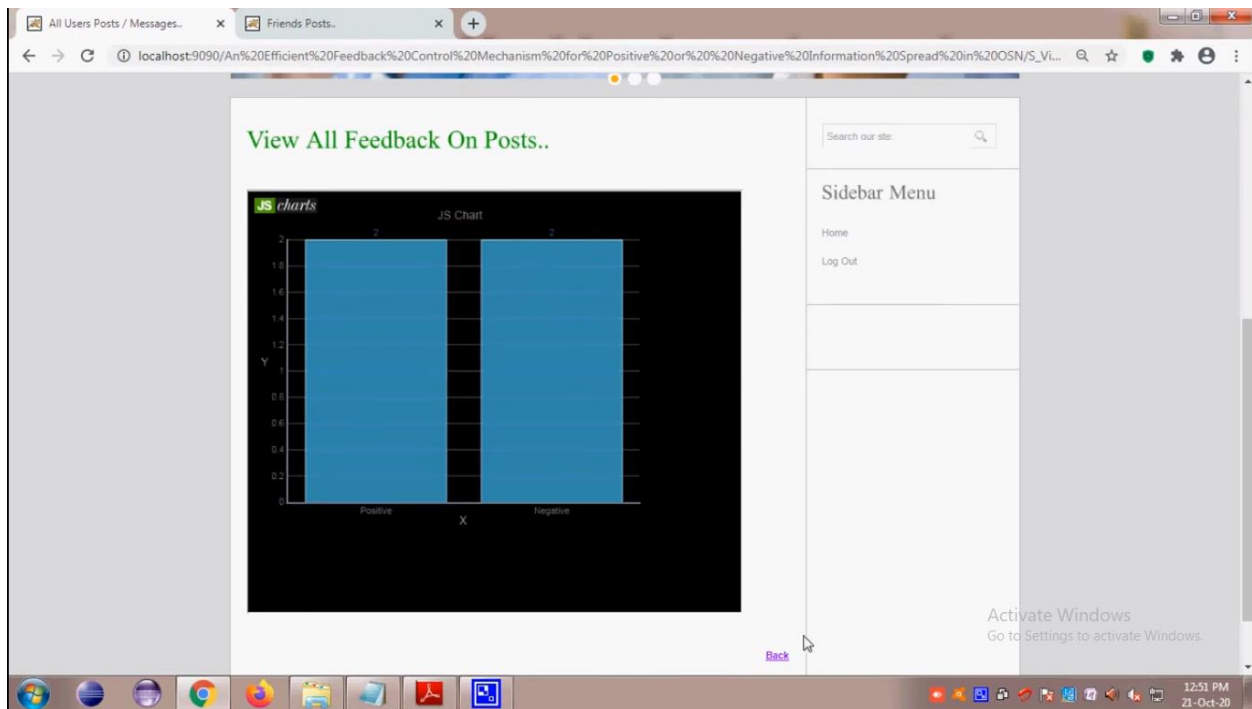 All Users Posts / Messages..
Friends Posts..
localhost:9090/An%20Efficient%20Feedback%20Control%20Mechanism%20for%20Positive%20or%20%20Negative%20Information%20Spread%20in%20OSN/S_Vi...
View All Feedback On Posts..
Search our ste:
JS charts
JS Chart
Sidebar Menu
Home
Log Out
2
2
2
1.8
1.6
1.4
1.2
Y
1
0.8
0.6
0.4
0.2
0
Positive
Negative
X
Activate Windows
Go to Settings to activate Windows.
Back
12:51 PM
21-Oct-20